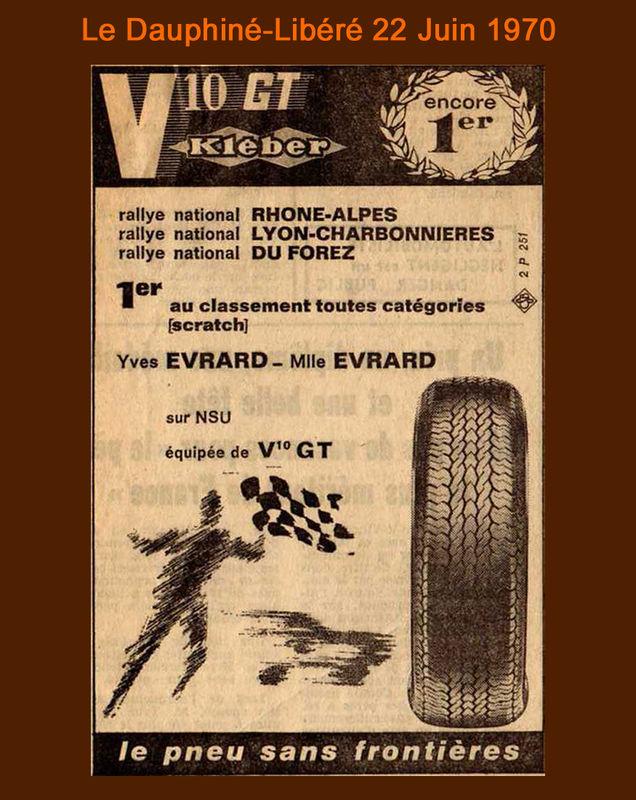 Le Dauphiné-Libéré 22 Juin 1970
V10 GT
Kléber
encore
1er
rallye national RHONE-ALPES
rallye national LYON-CHARBONNIERES
rallye national DU FOREZ
2 P 251
1er
au classement toutes catégories
[scratch]
Yves EVRARD - Mlle EVRARD
sur NSU
équipée de V10 GT
le pneu sans frontières